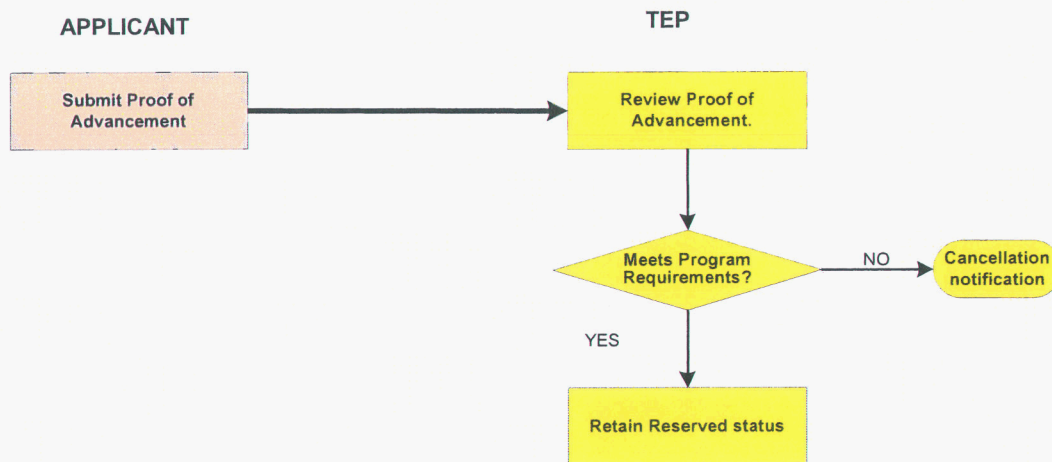 APPLICANT
TEP
Submit Proof of
Advancement
Review Proof of
Advancement.
Meets Program
Requirements?
NO
Cancellation
notification
YES
Retain Reserved status